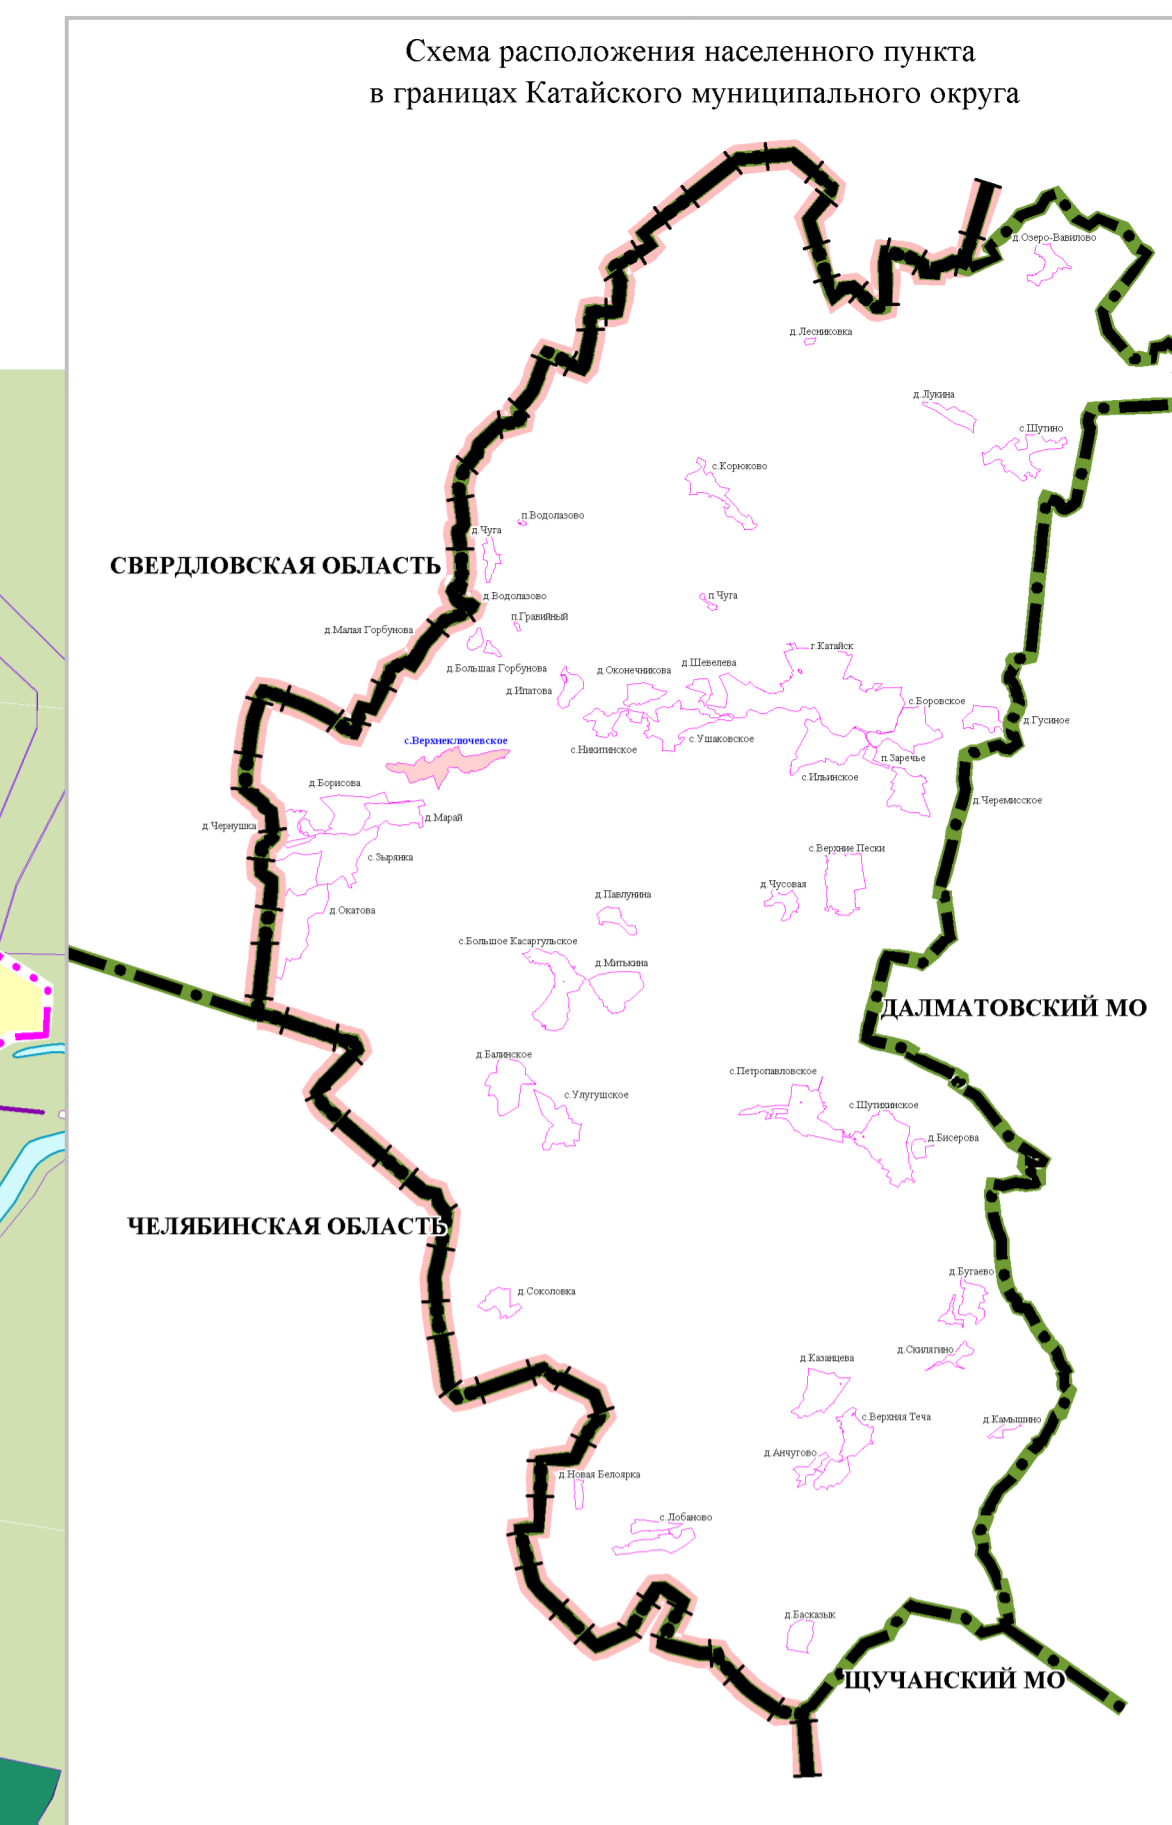 Схема расположения населенного пункта
в границах Катайского муниципального округа
д.Озеро-Вавилово
д.Лесниковка
д.Лукина
с.Шутино
с.Корюково
п.Водолазово
д.Чуга
СВЕРДЛОВСКАЯ ОБЛАСТЬ
д.Водолазово
п.Чуга
п.Гравийный
д.Малая Горбунова
г.Катайск
д.Шевелева
д.Большая Горбунова
д.Оконечникова
д.Ипатова
с.Боровское
д.Гусиное
с.Верхнеключевское
с.Ушаковское
с.Никитинское
п.Заречье
с.Ильинское
д.Борисова
д.Черемисское
д.Марай
д.Чернушка
с.Верхние Пески
с.Зырянка
д.Чусовая
д.Павлунина
д.Окатова
с.Большое Касаргульское
д.Митькина
ДАЛМАТОВСКИЙ МО
д.Балинское
с.Петропавловское
с.Улугушское
с.Шутихинское
д.Бисерова
ЧЕЛЯБИНСКАЯ ОБЛАСТЬ
д.Бугаево
д.Соколовка
д.Скилягино
д.Казанцева
с.Верхняя Теча
д.Камышино
д.Анчугово
д.Новая Белоярка
с.Лобаново
д.Басказык
ЩУЧАНСКИЙ МО